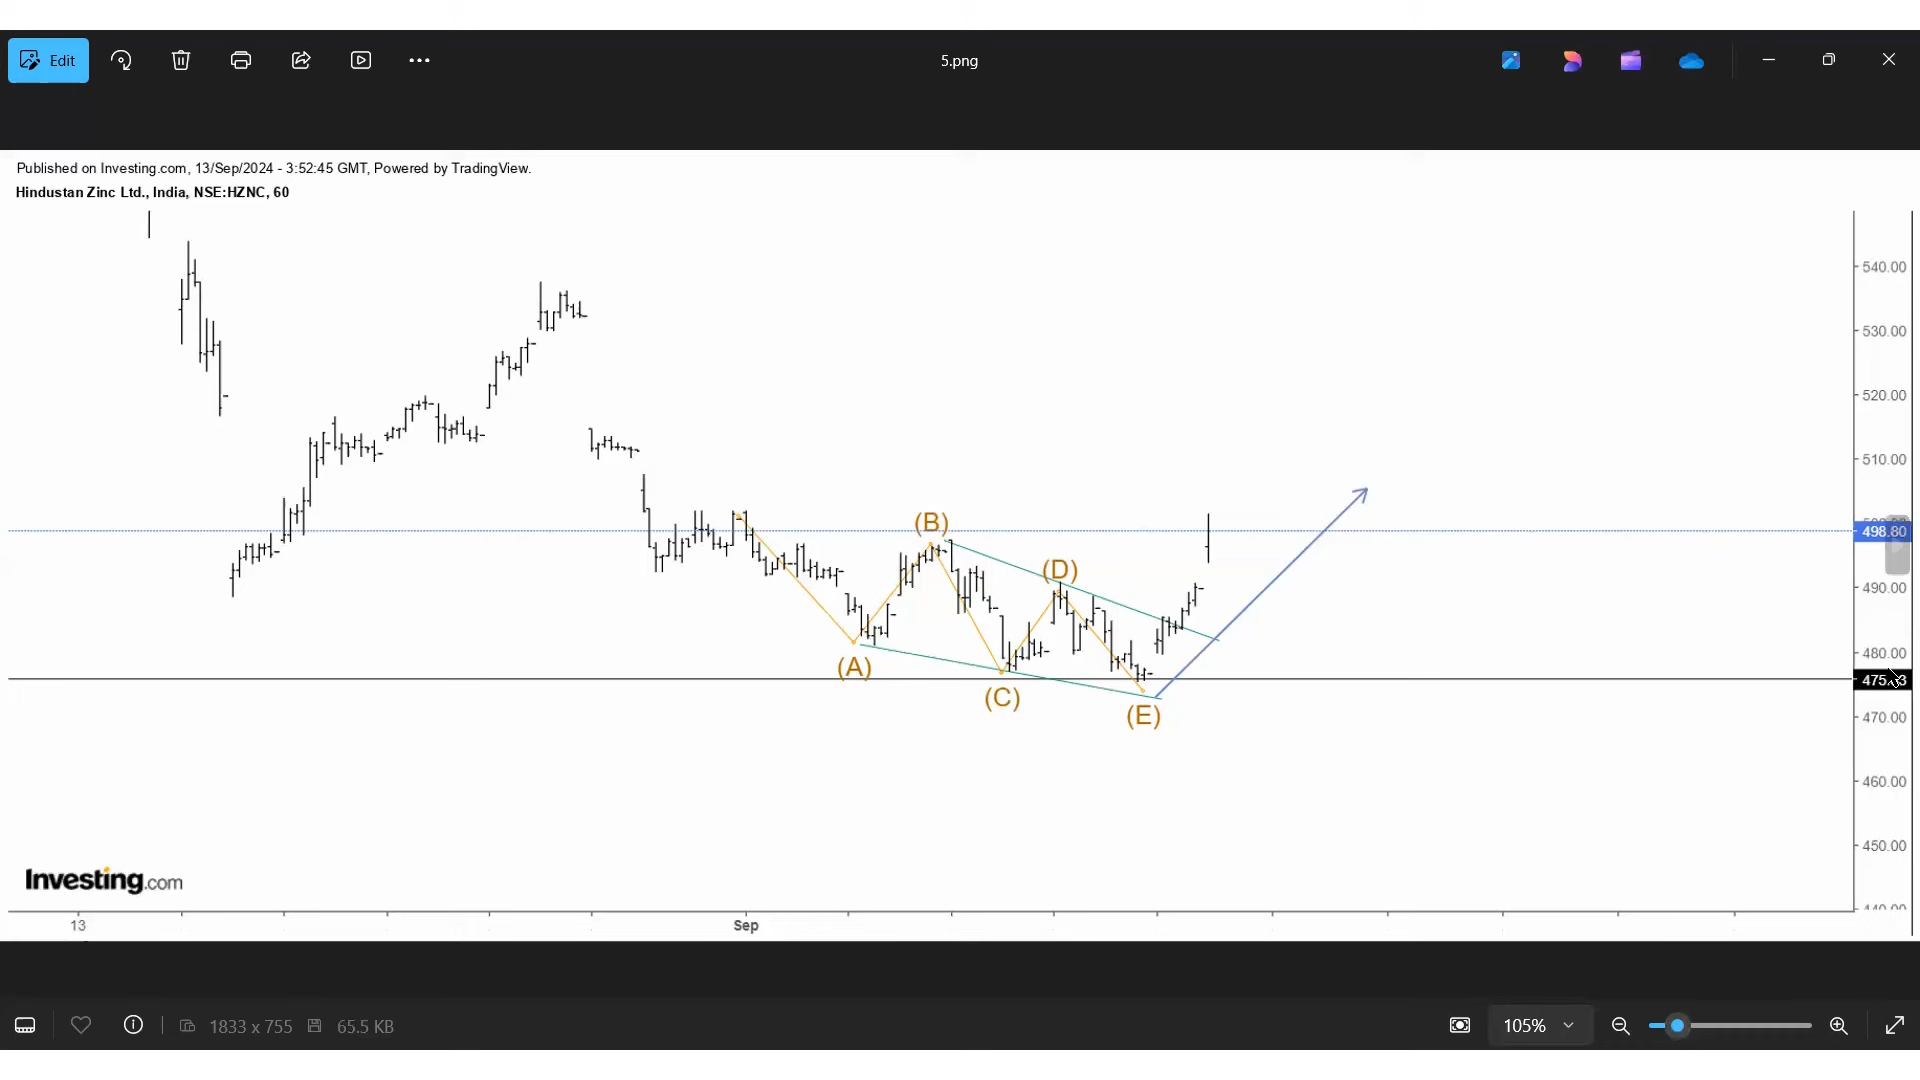 Edit
5.png
Published on Investing.com, 13/Sep/2024 - 3:52:45 GMT, Powered by TradingView.
Hindustan Zinc Ltd., India, NSE:HZNC, 60
540.00
530.00
520.00
510.00
498.80
490.00
480.00
470.00
460.00
450.00
(B)
(D)
(A)
(C)
(E)
Investing.com
13
Sep
1833 x 755
65.5 KB
105%